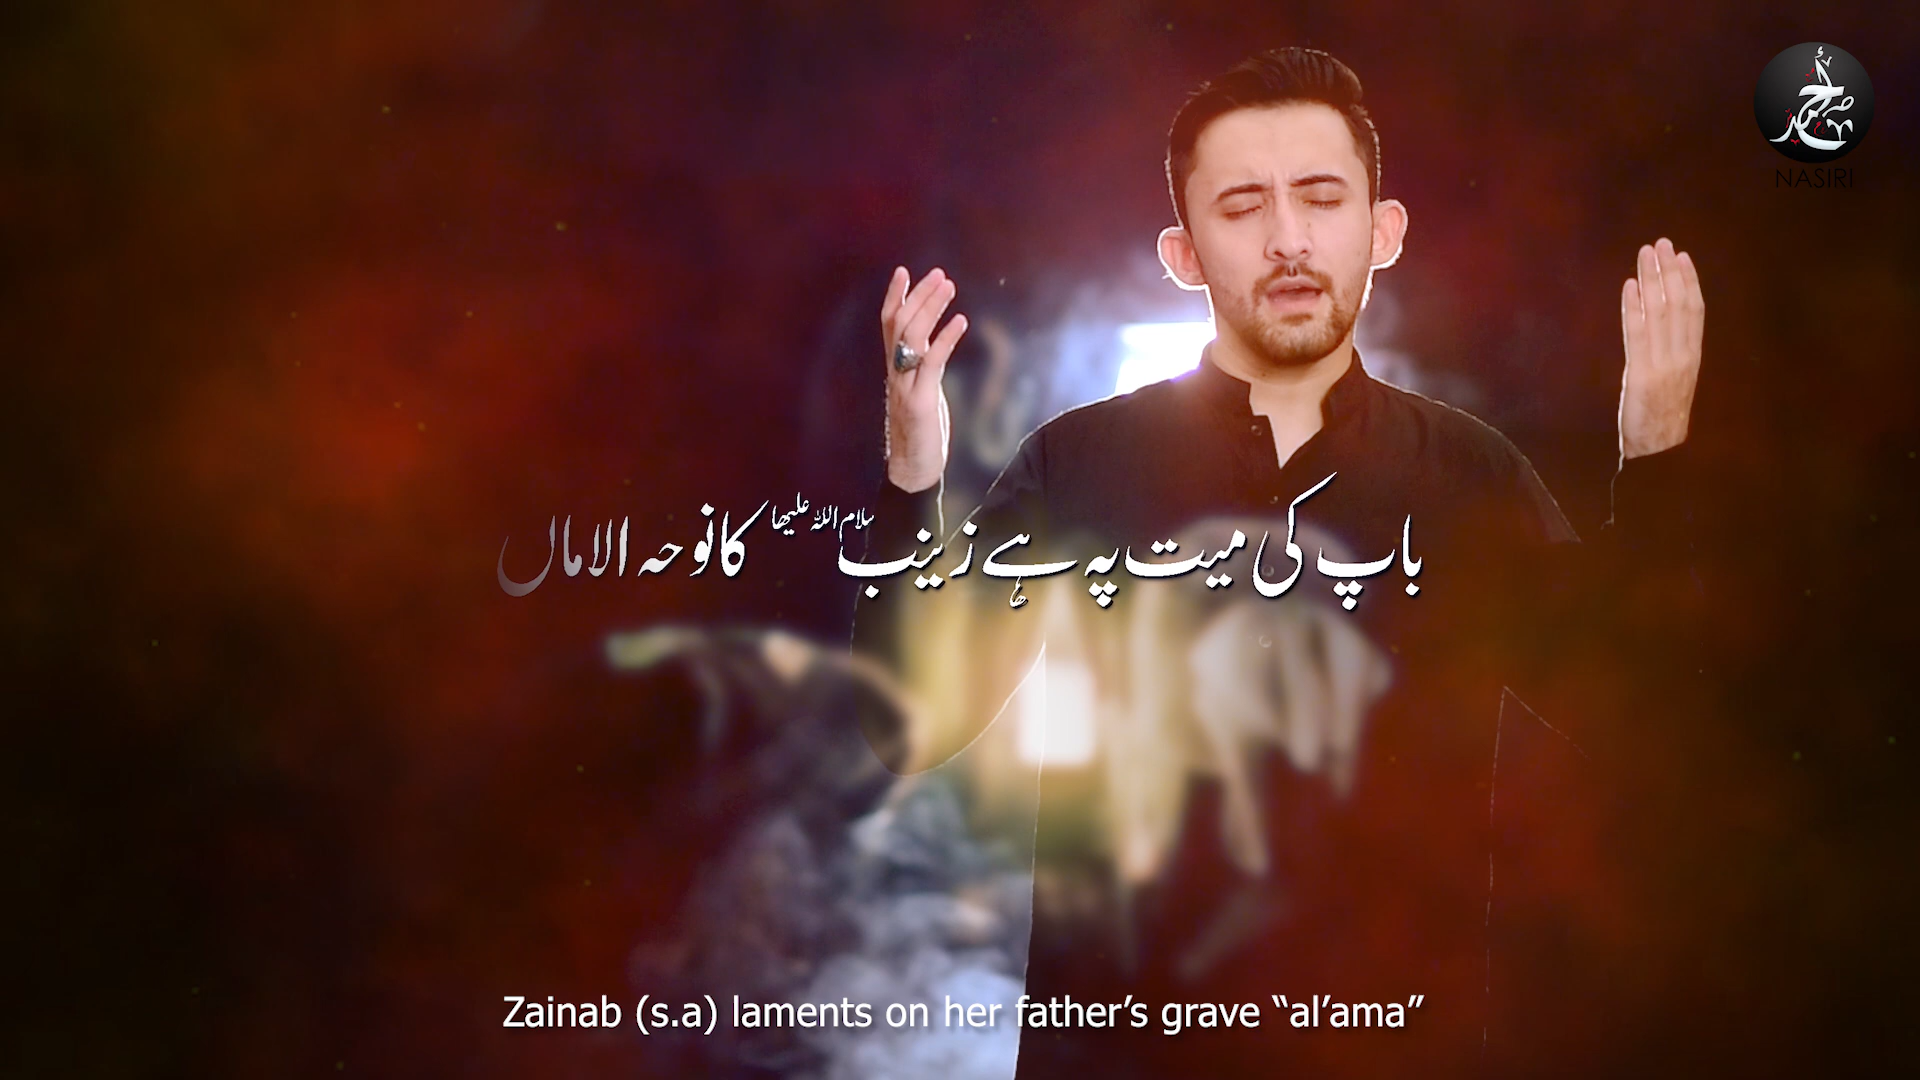 NASIRI
باپ کی میت پہ ہے زینب سلام اللہ علیھا کا نوحہ الاماں
Zainab (s.a) laments on her father’s grave “al’ama”